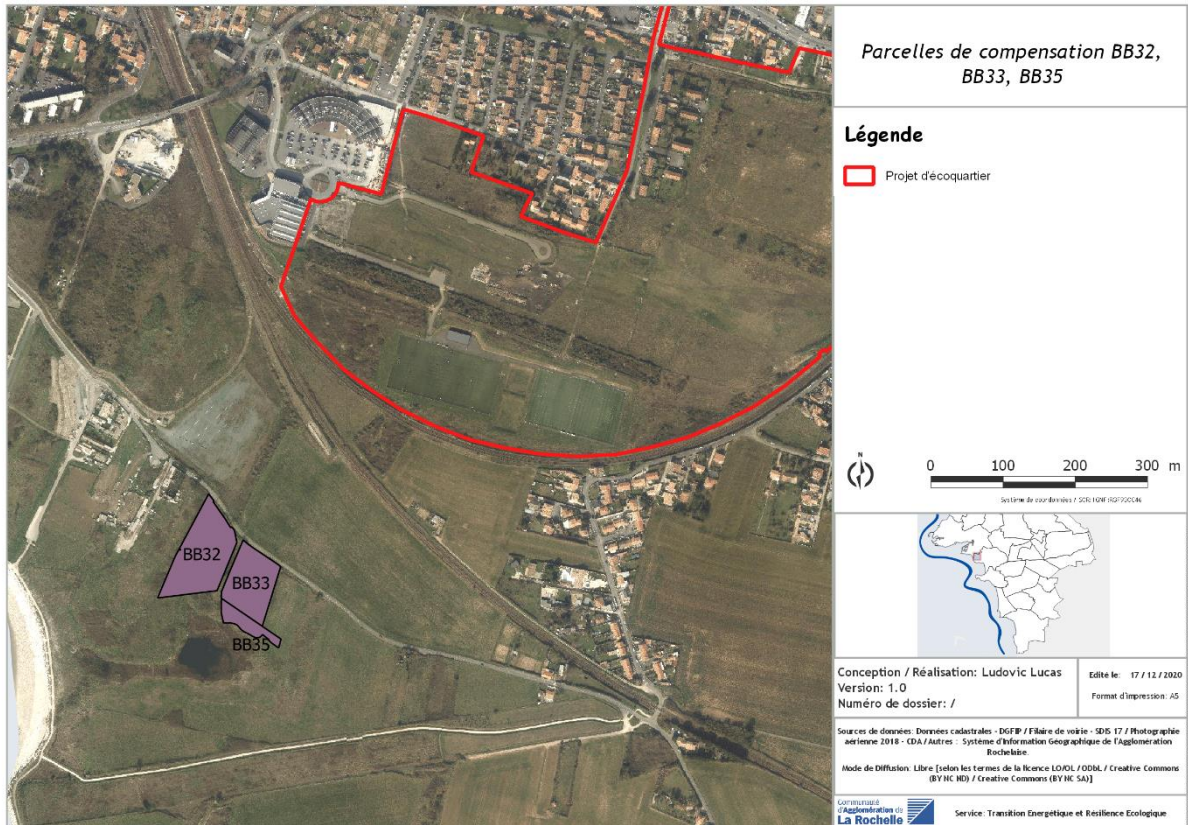 Parcelles de compensation BB32,
BB33, BB35
Légende
Projet d'écoquartier
BB32
BB33
BB35
N
0 100 200 300 m
Système de coordonnées / SCR:
Conception / Réalisation: Ludovic Lucas
Version: 1.0
Numéro de dossier: /
Edité le: 17 / 12 / 2020
Format d'impression: A5
Sources de données: Données cadastrales - DGFIP / Filaire de voirie - SDIS 17 / Photographie
aérienne 2018 - CDA / Autres : Système d'Information Géographique de l'Agglomération
Rochelaise.
Mode de Diffusion: Libre [selon les termes de la licence LO/OL / ODbL / Creative Commons
(BY NC ND) / Creative Commons (BY NC SA)]
Communauté
d'Agglomération de
La Rochelle
Service: Transition Energétique et Résilience Ecologique